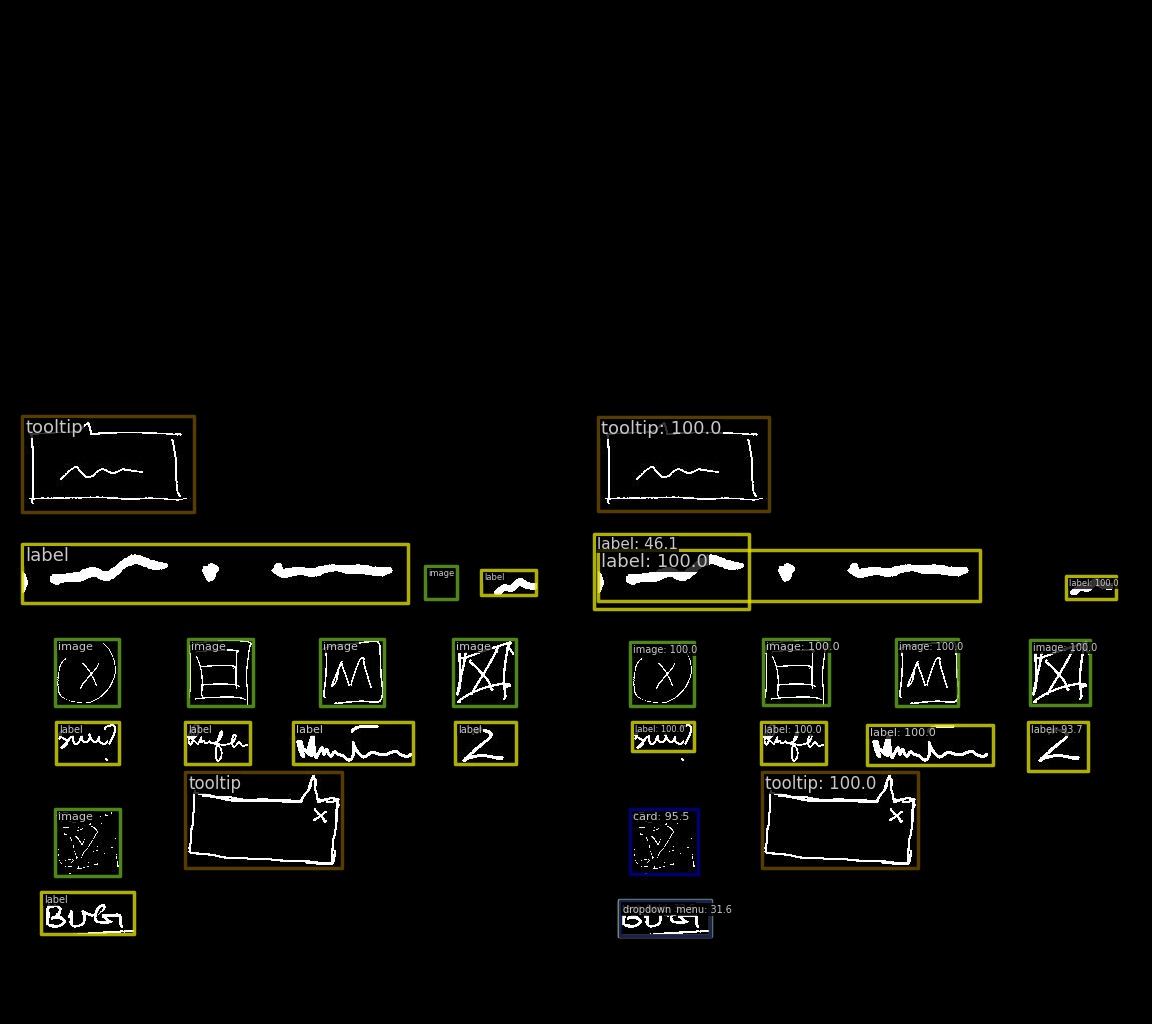 tooltip tooltip: 100.0
label: 46.1
label label: 100.0
image label label: 100.0
image image image image image: 100.0 image: 100.0 image: 100.0 image: 100.0
X M X X M X
label label label label label: 100.0 label: 100.0 label: 100.0 label: 93.7
tooltip tooltip: 100.0
x x
image card: 95.5
label dropdown_menu: 31.6
BUG BUG